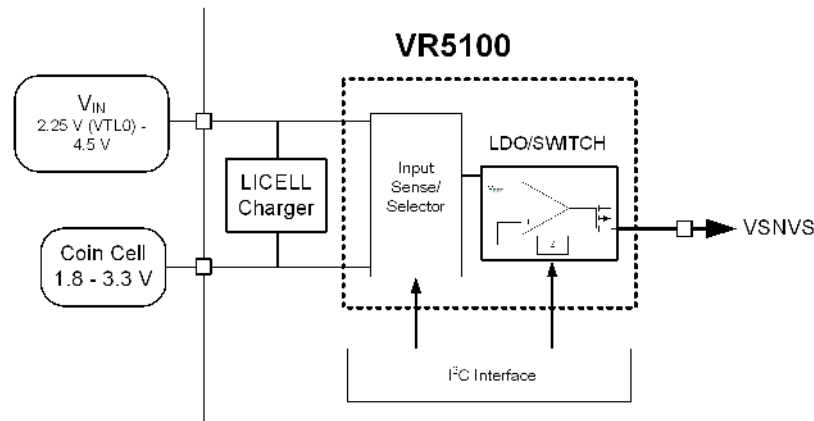 VR5100
V_IN
2.25 V (VTL0) -
4.5 V
LICELL
Charger
Coin Cell
1.8 - 3.3 V
Input
Sense/
Selector
LDO/SWITCH
VSNVS
I²C Interface